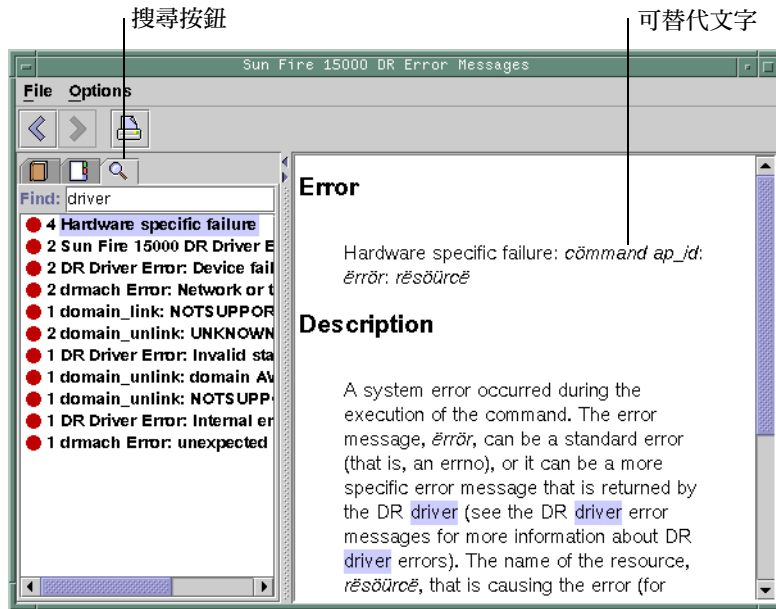 搜尋按鈕
可替代文字
Sun Fire 15000 DR Error Messages
File Options
Find: driver
4 Hardware specific failure
2 Sun Fire 15000 DR Driver E
2 DR Driver Error: Device fail
2 drmach Error: Network or t
1 domain_link: NOTSUPPOR
2 domain_unlink: UNKNOWN
1 DR Driver Error: Invalid sta
1 domain_unlink: domain AV
1 domain_unlink: NOTSUPP
1 DR Driver Error: Internal er
1 drmach Error: unexpected
Error
Hardware specific failure: cömmand ap_id:
ërrör: rësöürcë
Description
A system error occurred during the
execution of the command. The error
message, ërrör, can be a standard error
(that is, an errno), or it can be a more
specific error message that is returned by
the DR driver (see the DR driver error
messages for more information about DR
driver errors). The name of the resource,
rësöürcë, that is causing the error (for